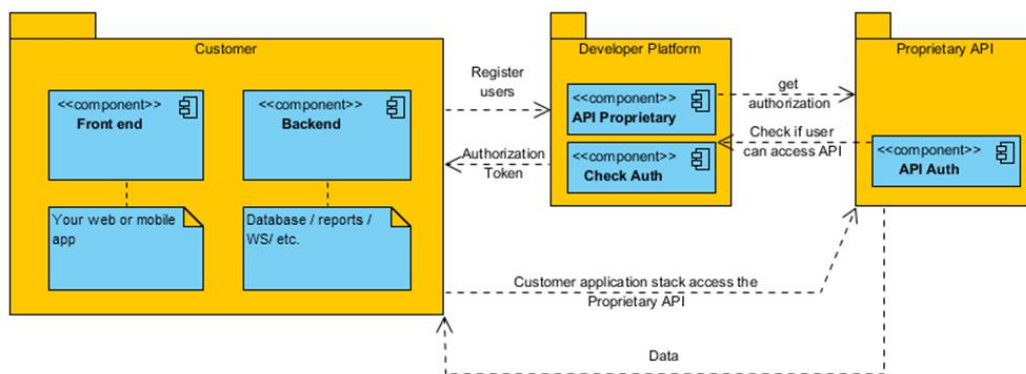 Customer
<<component>>
Front end
<<component>>
Backend
Your web or mobile
app
Database / reports /
WS/ etc.
Register
users
Authorization
Token
Developer Platform
<<component>>
API Proprietary
<<component>>
Check Auth
get
authorization
Check if user
can access API
Proprietary API
<<component>>
API Auth
Customer application stack access the
Proprietary API
Data